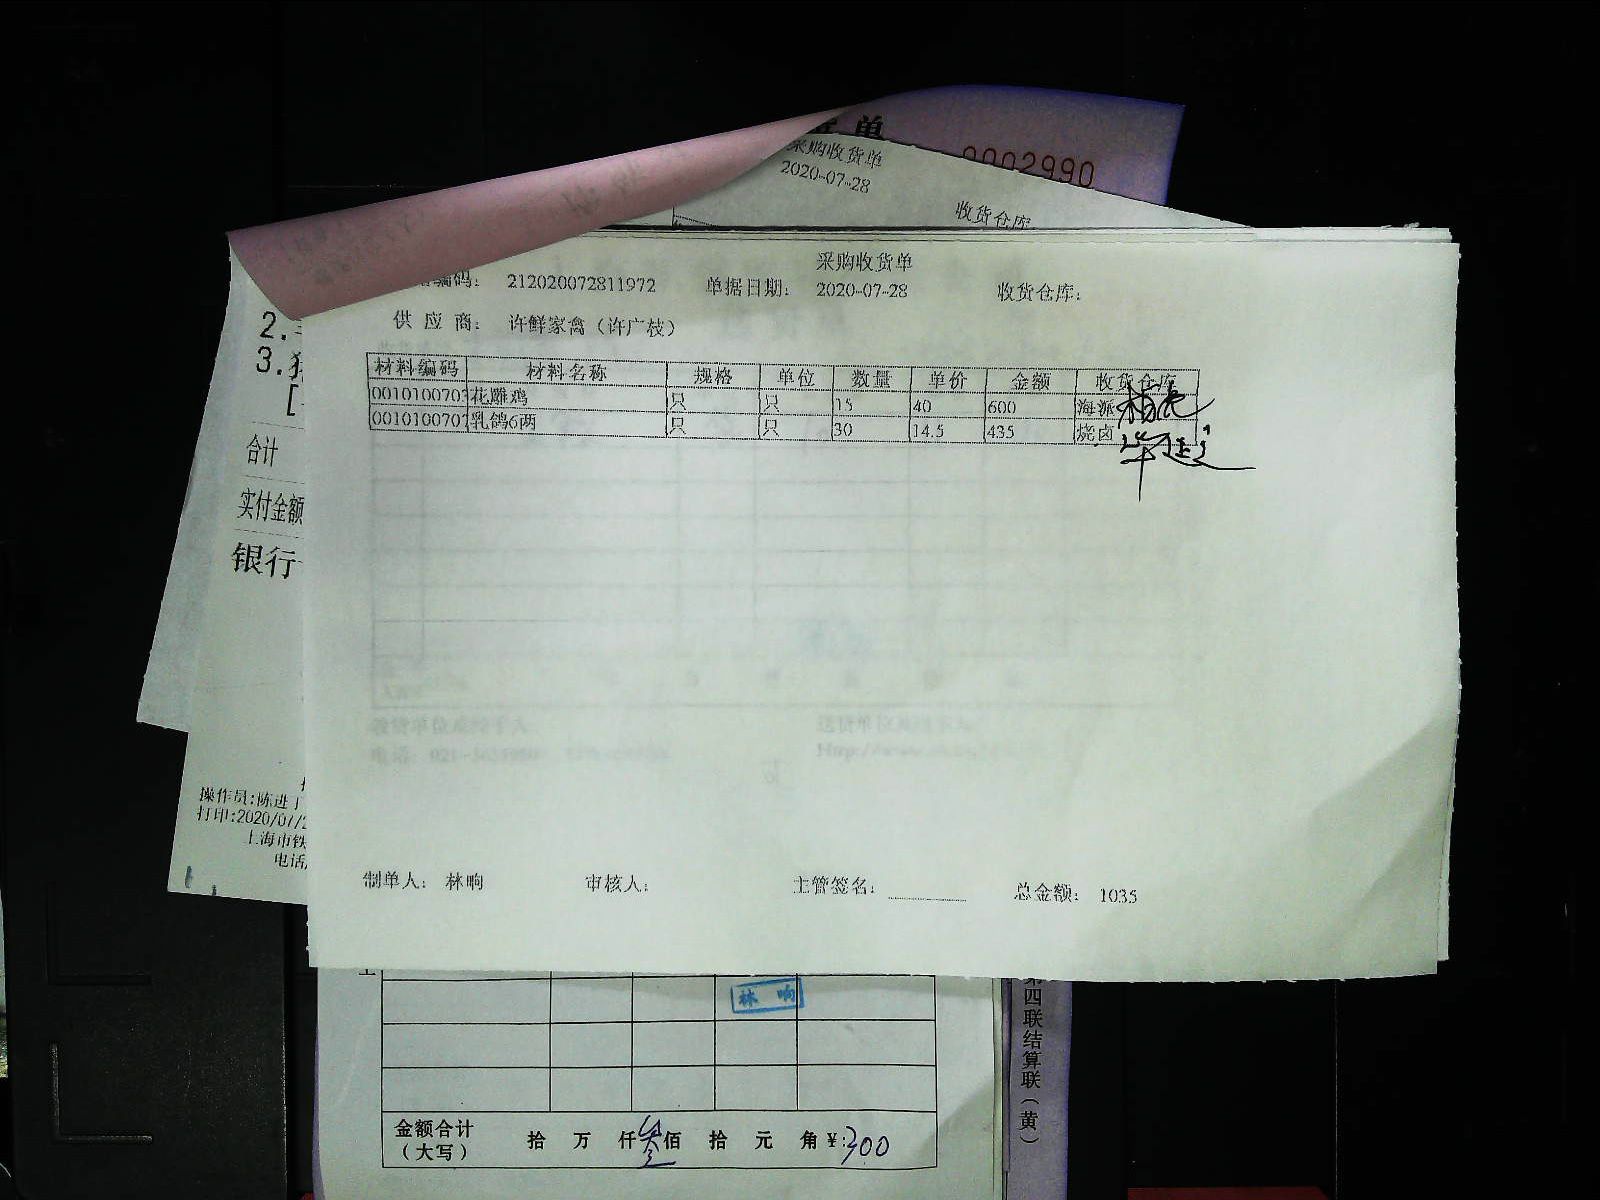 单
0002990
采购收货单
2020-07-28
收货仓库
采购收货单
编码： 212020072811972 单据日期： 2020-07-28 收货仓库：
供 应 商： 许鲜家禽（许广枝）
材料编码 材料名称 规格 单位 数量 单价 金额 收货仓库
0010100703 花雕鸡 只 只 15 40 600 海派
0010100707 乳鸽6两 只 只 30 14.5 435 烧卤
2.
3.
[
合计
实付金额
银行
操作员:陈进
打印:2020/07/2
上海市铁
电话
制单人： 林晌 审核人： 主管签名： 总金额： 1035
林 响
第四联结算联（黄）
金额合计（大写） 拾 万 仟 叁 佰 拾 元 角 ¥:300